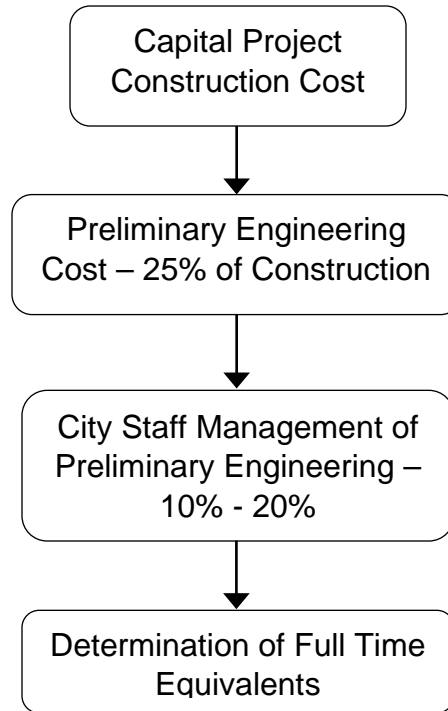 Capital Project
Construction Cost
Preliminary Engineering
Cost – 25% of Construction
City Staff Management of
Preliminary Engineering –
10% - 20%
Determination of Full Time
Equivalents